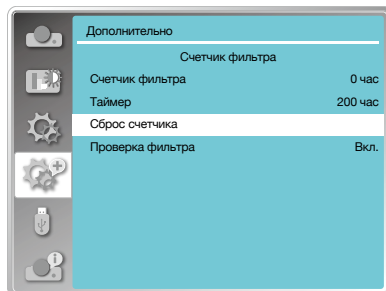 Дополнительно
Счетчик фильтра
Счетчик фильтра 0 час
Таймер 200 час
Сброс счетчика
Проверка фильтра Вкл.